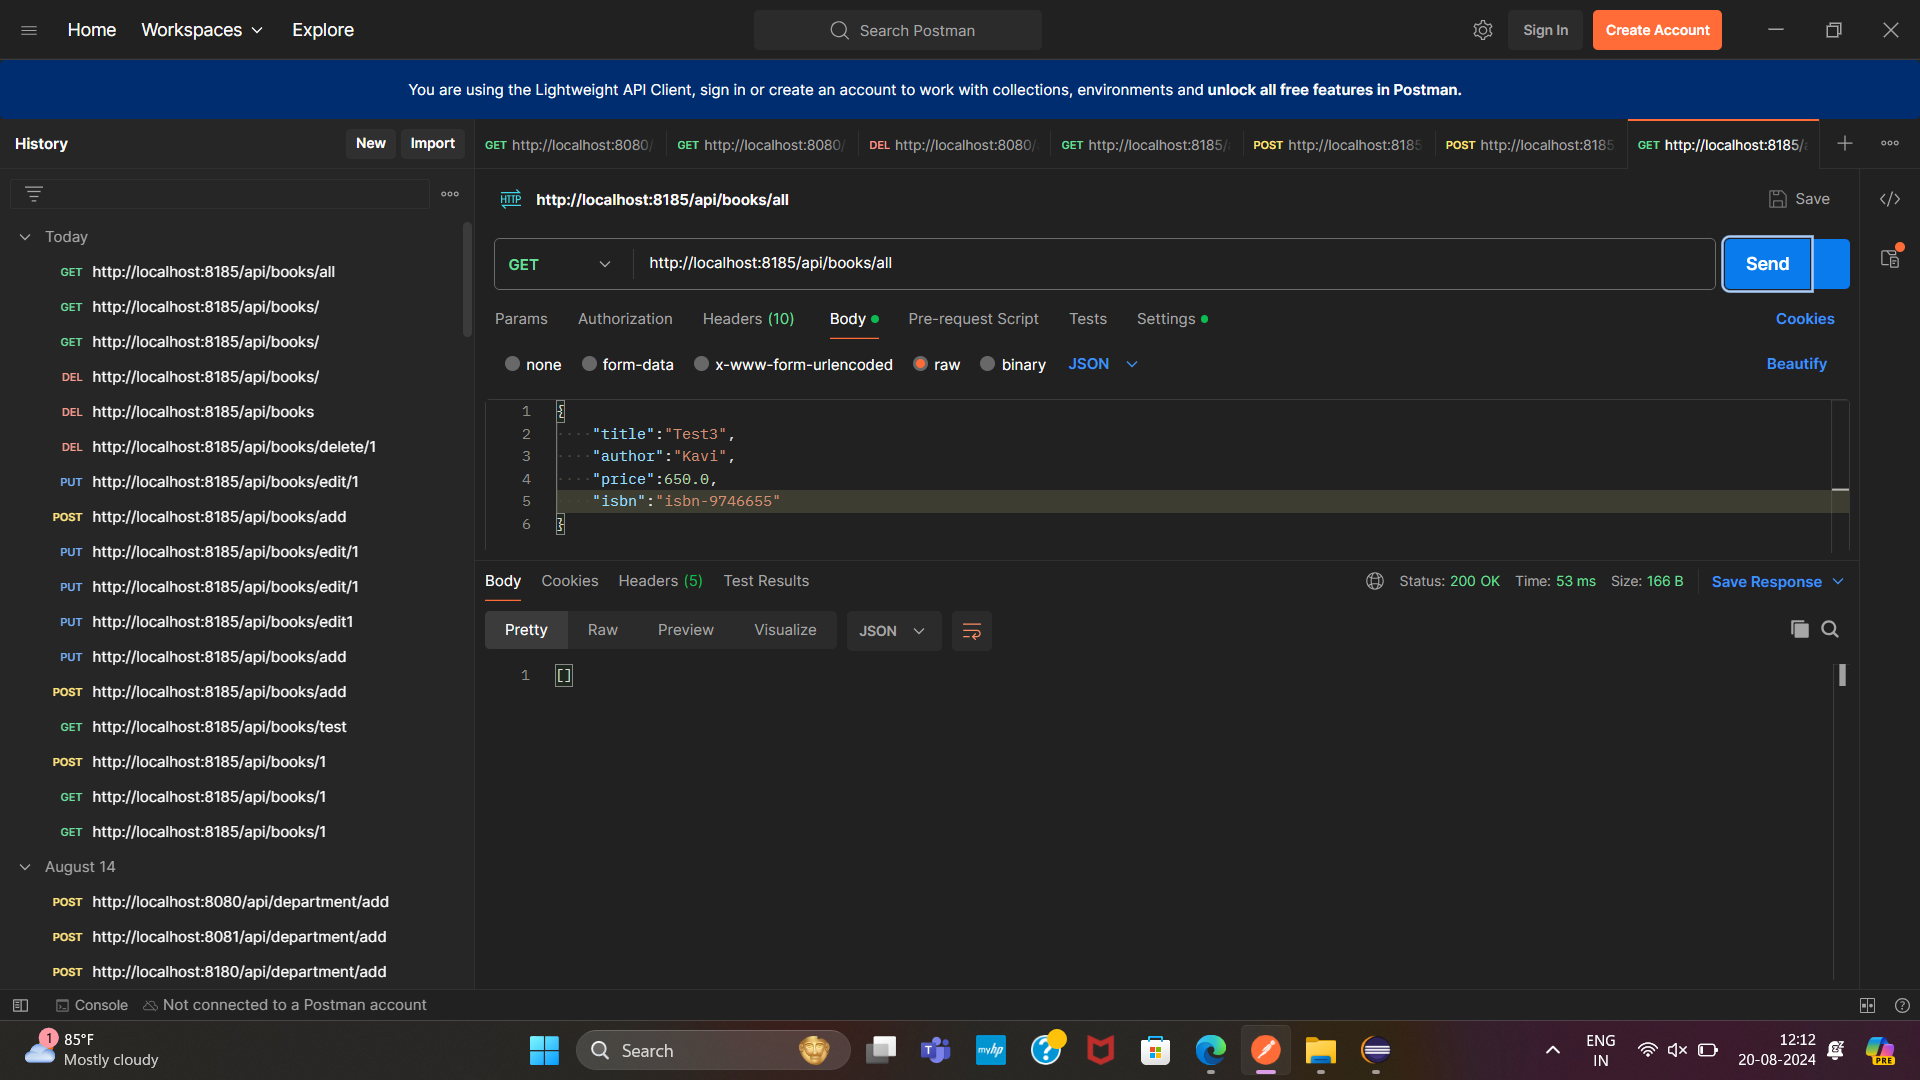 Home Workspaces Explore Search Postman Sign In Create Account
You are using the Lightweight API Client, sign in or create an account to work with collections, environments and unlock all free features in Postman.
History New Import
GET http://localhost:8080/ GET http://localhost:8080/ DEL http://localhost:8080/ GET http://localhost:8185/ POST http://localhost:8185 POST http://localhost:8185 GET http://localhost:8185/a
HTTP http://localhost:8185/api/books/all Save
GET http://localhost:8185/api/books/all Send
Params Authorization Headers (10) Body Pre-request Script Tests Settings Cookies
none form-data x-www-form-urlencoded raw binary JSON Beautify
1 {
2 "title":"Test3",
3 "author":"Kavi",
4 "price":650.0,
5 "isbn":"isbn-9746655"
6 }
Body Cookies Headers (5) Test Results Status: 200 OK Time: 53 ms Size: 166 B Save Response
Pretty Raw Preview Visualize JSON
1 []
Today
GET http://localhost:8185/api/books/all
GET http://localhost:8185/api/books/
GET http://localhost:8185/api/books/
DEL http://localhost:8185/api/books/
DEL http://localhost:8185/api/books
DEL http://localhost:8185/api/books/delete/1
PUT http://localhost:8185/api/books/edit/1
POST http://localhost:8185/api/books/add
PUT http://localhost:8185/api/books/edit/1
PUT http://localhost:8185/api/books/edit/1
PUT http://localhost:8185/api/books/edit1
PUT http://localhost:8185/api/books/add
POST http://localhost:8185/api/books/add
GET http://localhost:8185/api/books/test
POST http://localhost:8185/api/books/1
GET http://localhost:8185/api/books/1
GET http://localhost:8185/api/books/1
August 14
POST http://localhost:8080/api/department/add
POST http://localhost:8081/api/department/add
POST http://localhost:8180/api/department/add
Console Not connected to a Postman account
1 85°F
Mostly cloudy
Search
myhp
PRE
ENG
IN
12:12
20-08-2024